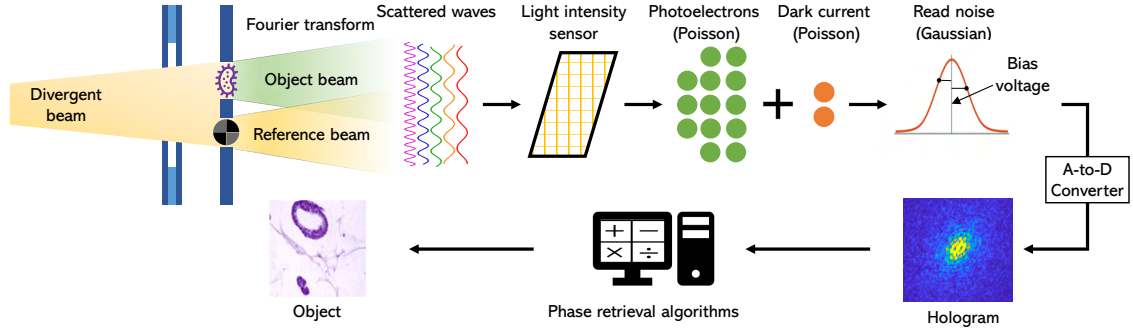 Fourier transform
Scattered waves
Light intensity
sensor
Photoelectrons
(Poisson)
Dark current
(Poisson)
Read noise
(Gaussian)
Divergent
beam
Object beam
Reference beam
Bias
voltage
A-to-D
Converter
Object
Phase retrieval algorithms
Hologram